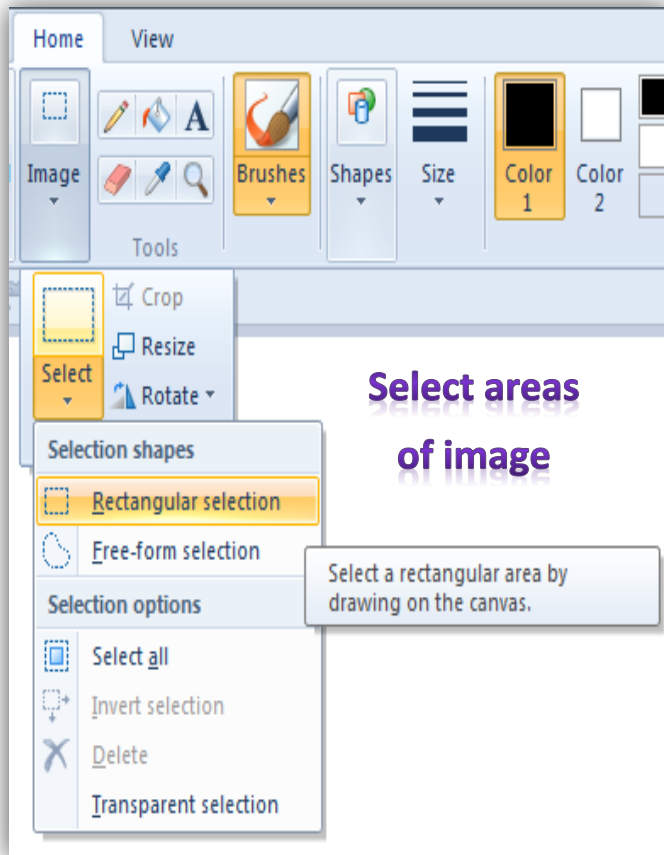 Home View
Image
A
Brushes
Shapes
Size
Color
1
Color
2
Tools
Crop
Resize
Select
Rotate
Select areas
of image
Selection shapes
Rectangular selection
Free-form selection
Select a rectangular area by
drawing on the canvas.
Selection options
Select all
Invert selection
Delete
Transparent selection